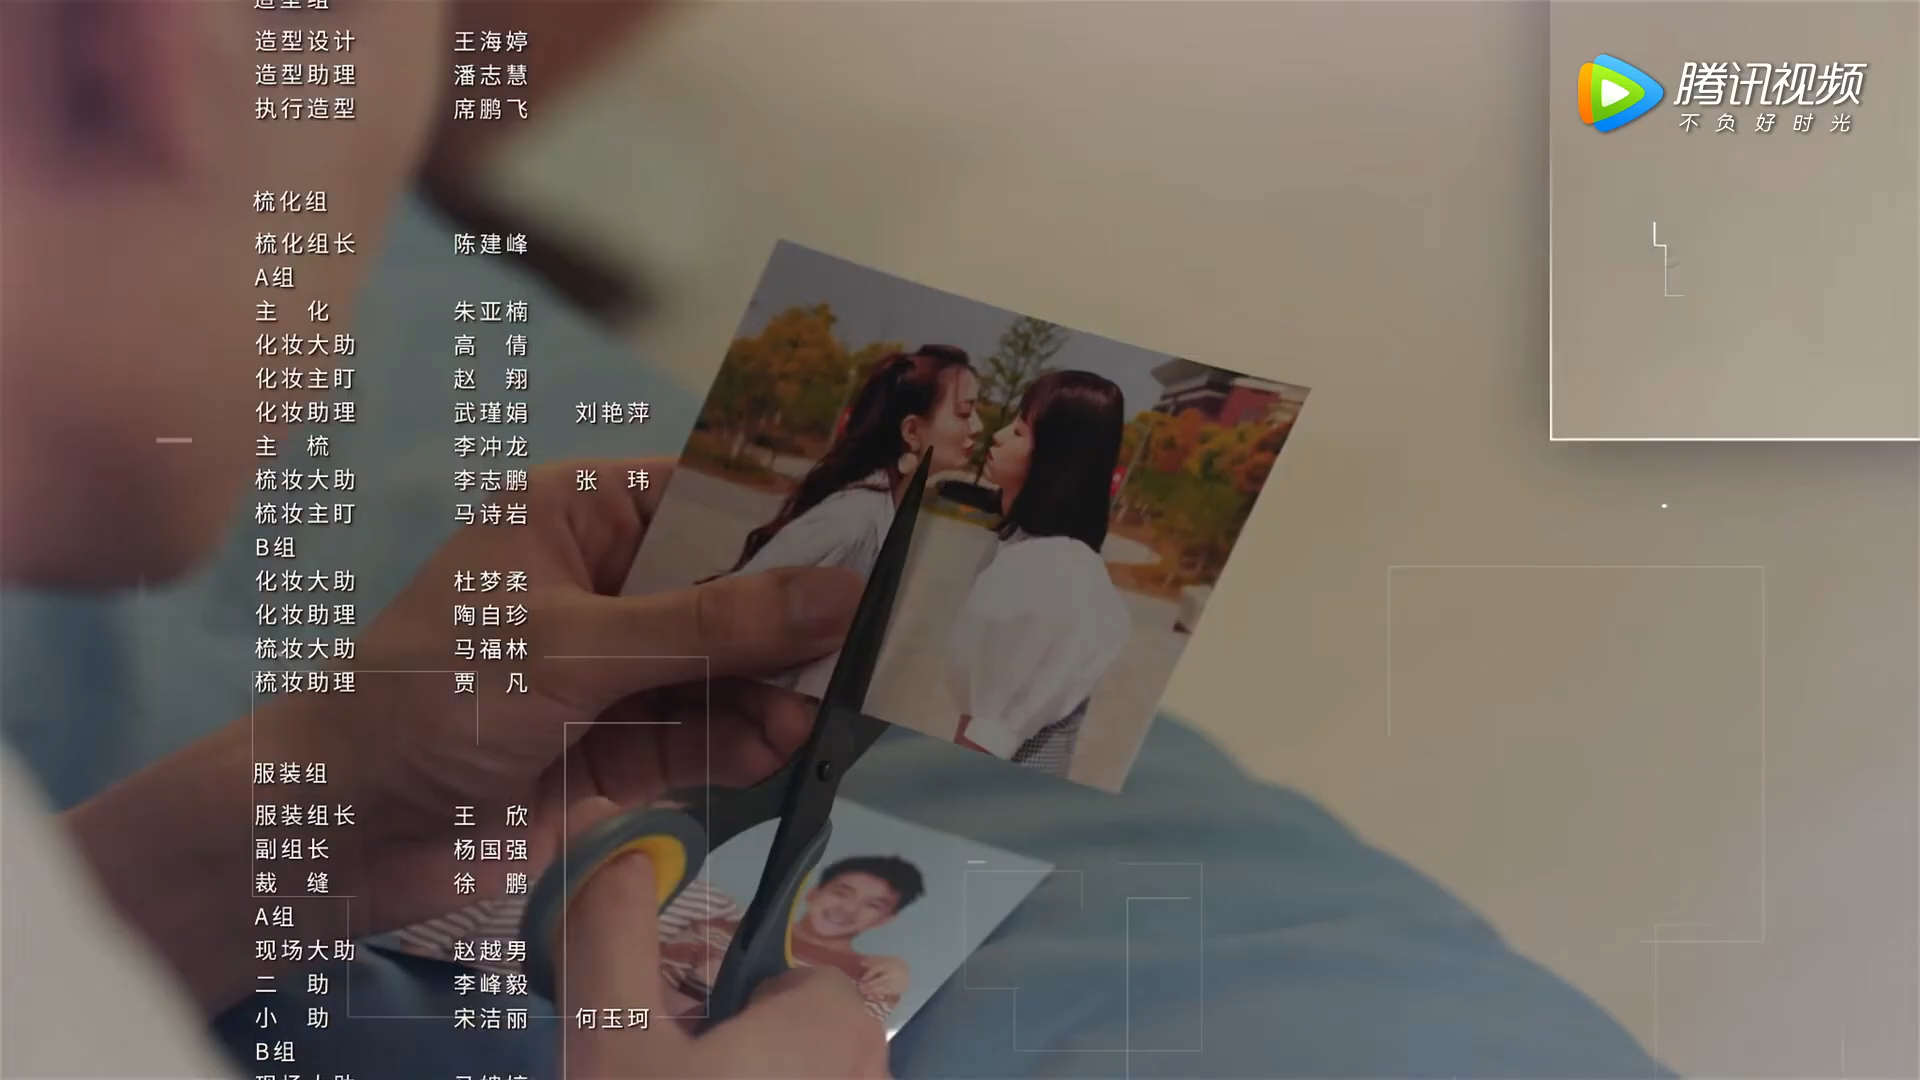 造型组
造型设计 王海婷
造型助理 潘志慧
执行造型 席鹏飞
梳化组
梳化组长 陈建峰
A组
主 化 朱亚楠
化妆大助 高 倩
化妆主盯 赵 翔
化妆助理 武瑾娟 刘艳萍
主 梳 李冲龙
梳妆大助 李志鹏 张 玮
梳妆主盯 马诗岩
B组
化妆大助 杜梦柔
化妆助理 陶自珍
梳妆大助 马福林
梳妆助理 贾 凡
服装组
服装组长 王 欣
副组长 杨国强
裁 缝 徐 鹏
A组
现场大助 赵越男
二 助 李峰毅
小 助 宋洁丽 何玉珂
B组
现场大助
腾讯视频
不负好时光